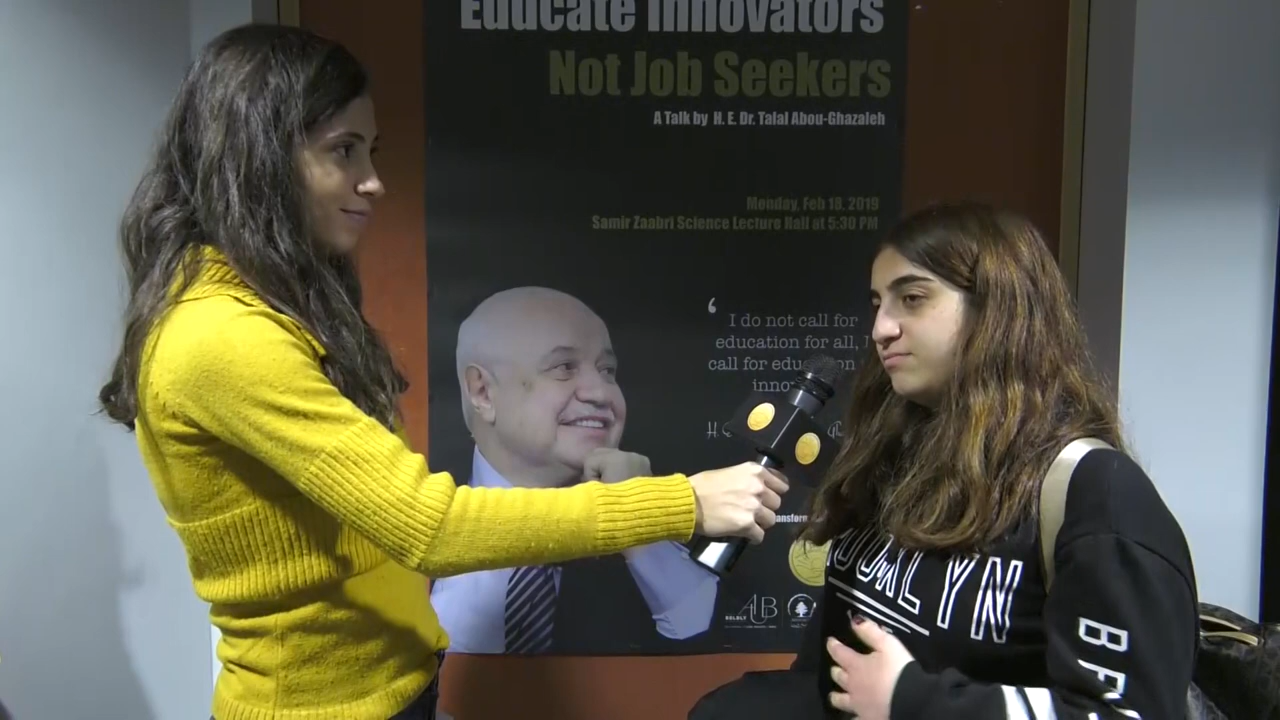 Educate Innovators
Not Job Seekers
A Talk by H. E. Dr. Talal Abou-Ghazaleh
Monday, Feb 18, 2019
Samir Zaabri Science Lecture Hall at 5:30 PM
‘
I do not call for
education for all, I
call for
AUB
OOKLYN